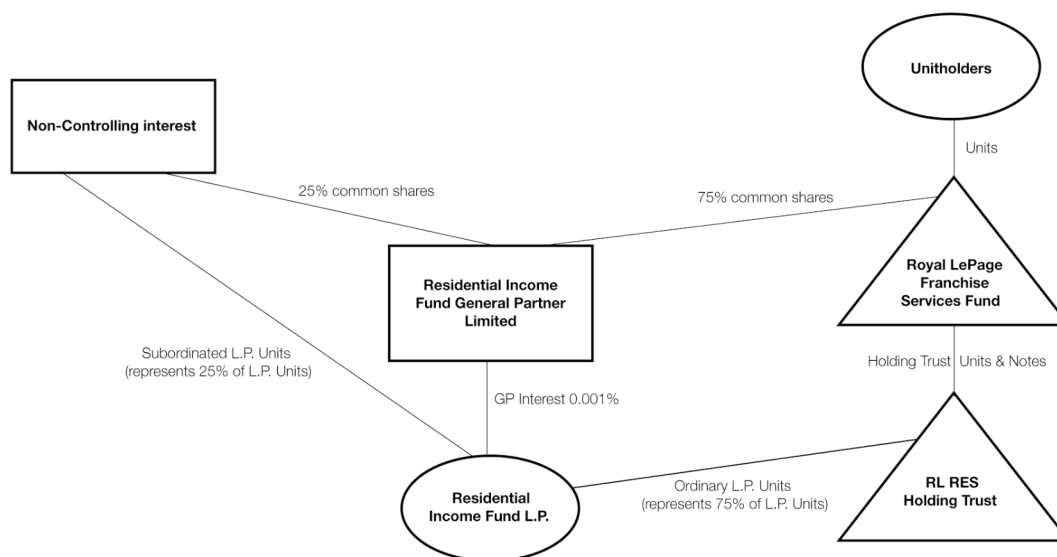 Unitholders
Non-Controlling interest
Units
25% common shares
75% common shares
Royal LePage
Franchise
Services Fund
Residential Income
Fund General Partner
Limited
Subordinated L.P. Units
(represents 25% of L.P. Units)
Holding Trust Units & Notes
GP Interest 0.001%
RL RES
Holding Trust
Ordinary L.P. Units
(represents 75% of L.P. Units)
Residential
Income Fund L.P.